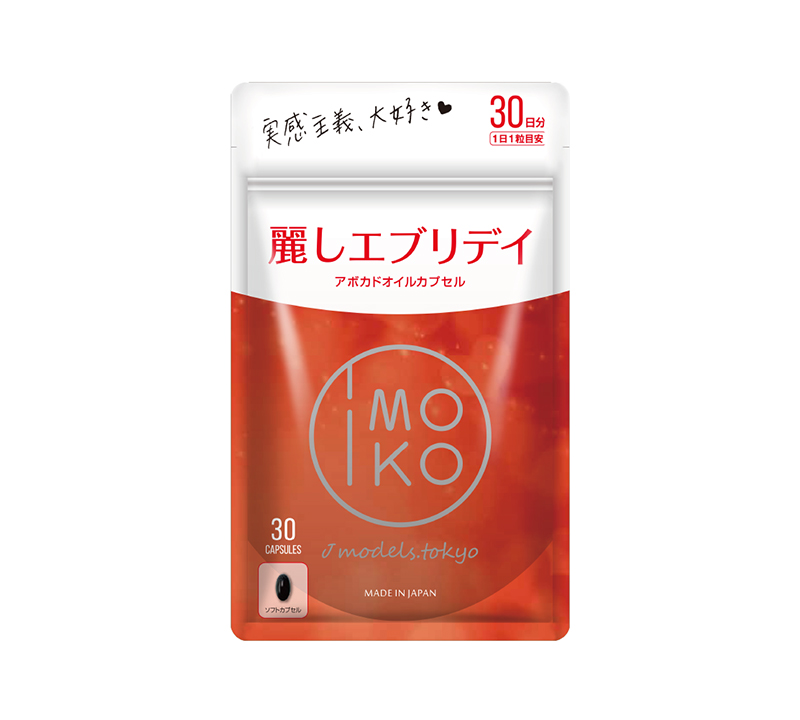 実感主義、大好き♥
30日分
1日1粒目安
麗しエブリデイ
アボカドオイルカプセル
MO
KO
30
CAPSULES
J models.tokyo
ソフトカプセル
MADE IN JAPAN